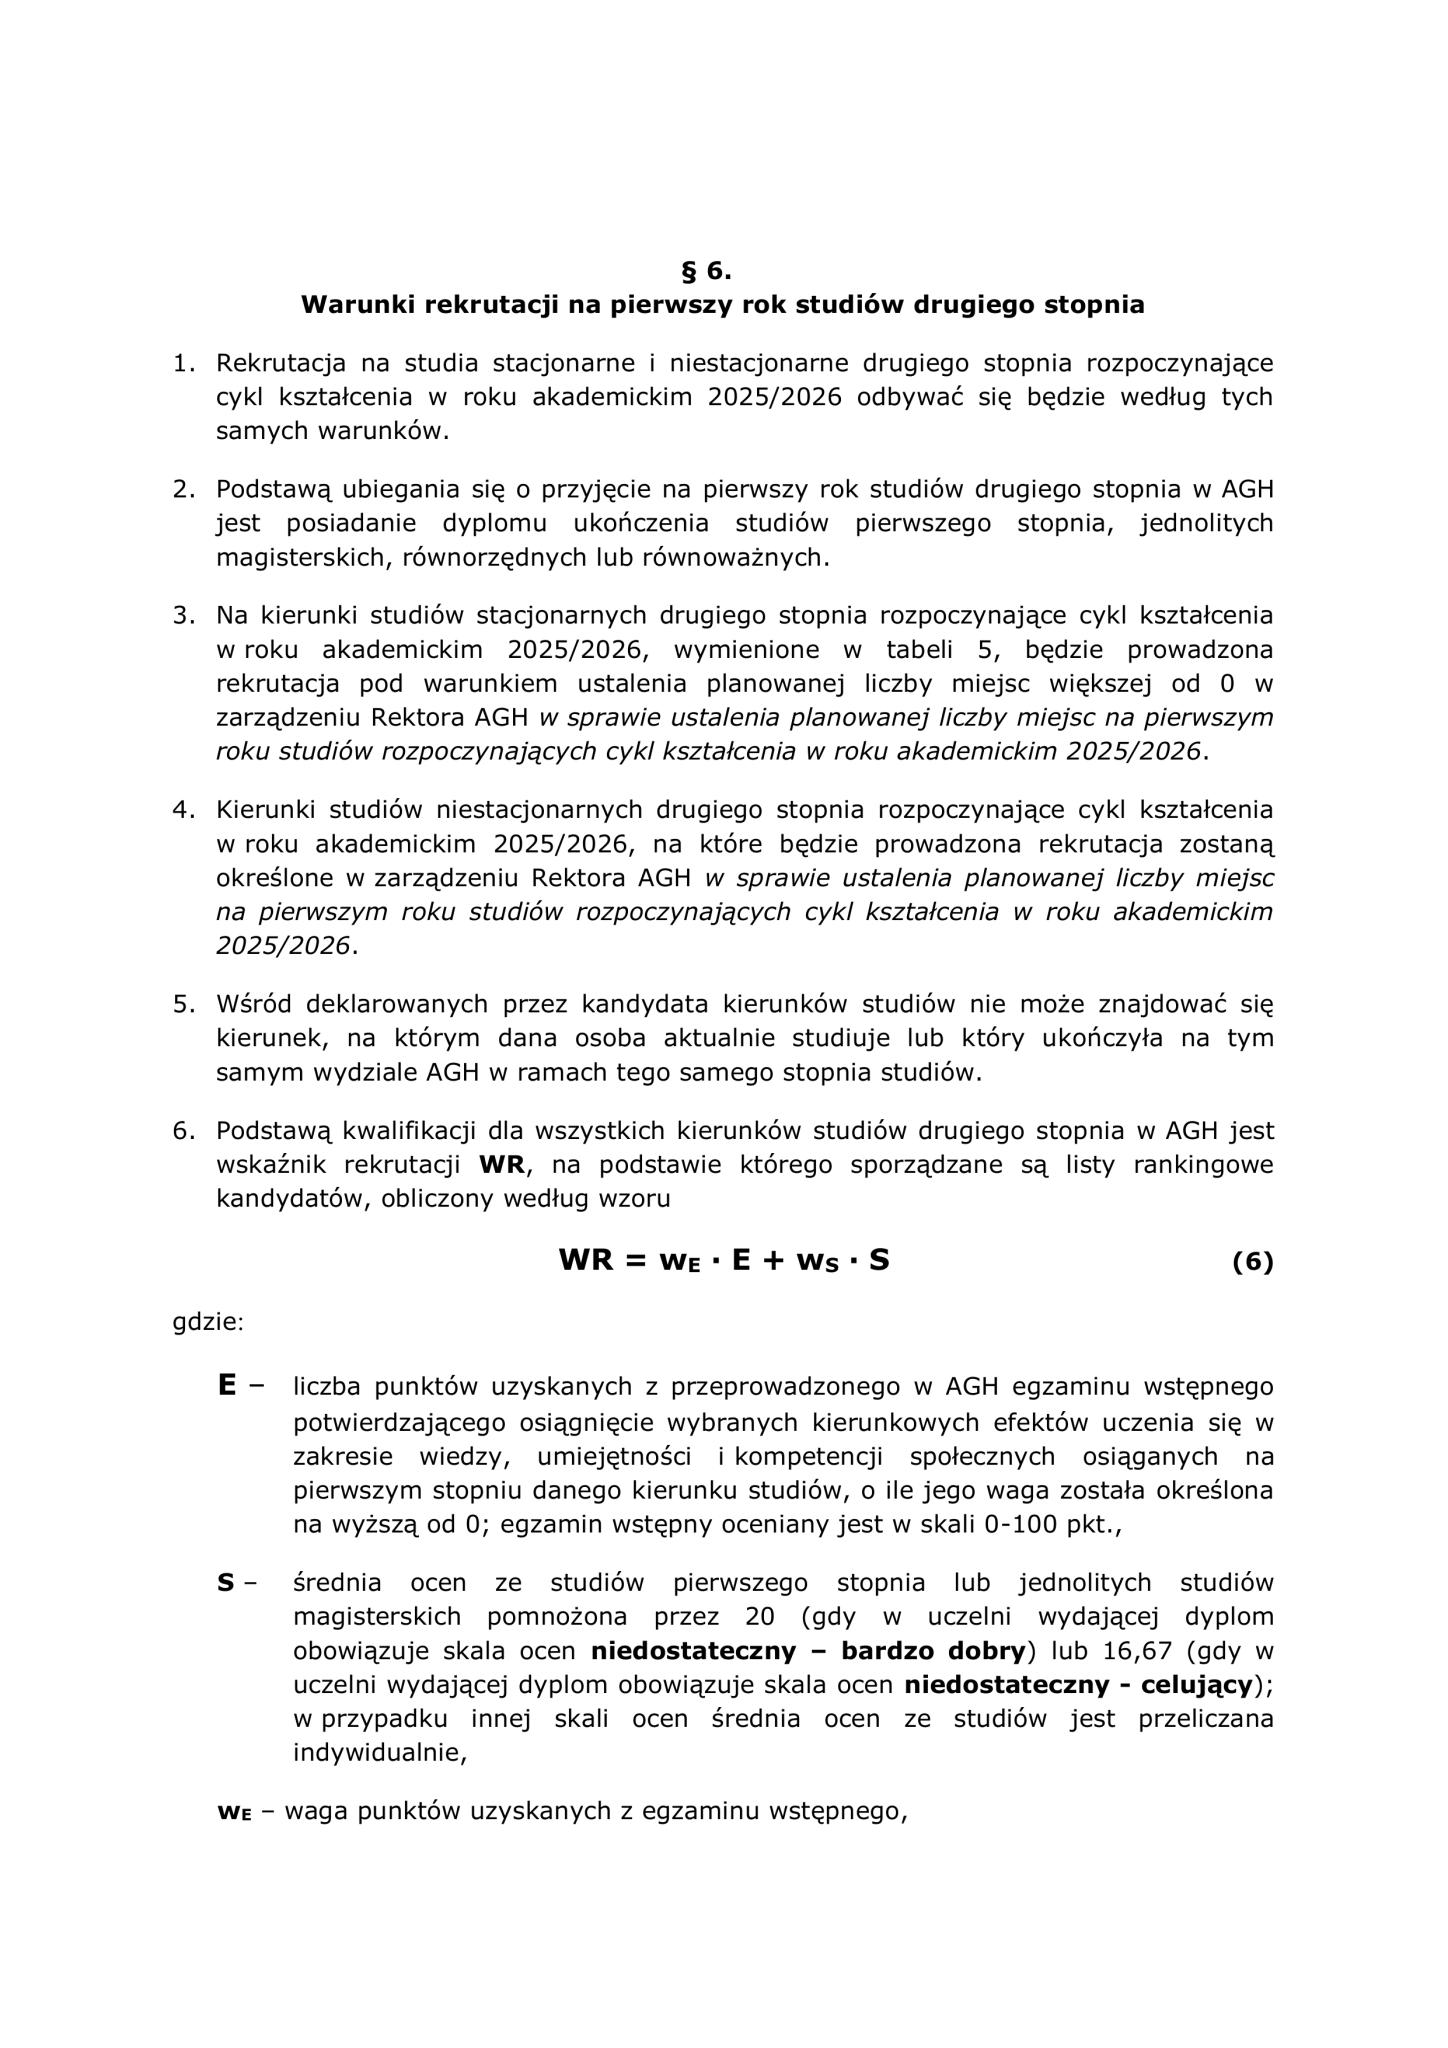 § 6.
Warunki rekrutacji na pierwszy rok studiów drugiego stopnia
1. Rekrutacja na studia stacjonarne i niestacjonarne drugiego stopnia rozpoczynające
cykl kształcenia w roku akademickim 2025/2026 odbywać się będzie według tych
samych warunków.
2. Podstawą ubiegania się o przyjęcie na pierwszy rok studiów drugiego stopnia w AGH
jest posiadanie dyplomu ukończenia studiów pierwszego stopnia, jednolitych
magisterskich, równorzędnych lub równoważnych.
3. Na kierunki studiów stacjonarnych drugiego stopnia rozpoczynające cykl kształcenia
w roku akademickim 2025/2026, wymienione w tabeli 5, będzie prowadzona
rekrutacja pod warunkiem ustalenia planowanej liczby miejsc większej od 0 w
zarządzeniu Rektora AGH w sprawie ustalenia planowanej liczby miejsc na pierwszym
roku studiów rozpoczynających cykl kształcenia w roku akademickim 2025/2026.
4. Kierunki studiów niestacjonarnych drugiego stopnia rozpoczynające cykl kształcenia
w roku akademickim 2025/2026, na które będzie prowadzona rekrutacja zostaną
określone w zarządzeniu Rektora AGH w sprawie ustalenia planowanej liczby miejsc
na pierwszym roku studiów rozpoczynających cykl kształcenia w roku akademickim
2025/2026.
5. Wśród deklarowanych przez kandydata kierunków studiów nie może znajdować się
kierunek, na którym dana osoba aktualnie studiuje lub który ukończyła na tym
samym wydziale AGH w ramach tego samego stopnia studiów.
6. Podstawą kwalifikacji dla wszystkich kierunków studiów drugiego stopnia w AGH jest
wskaźnik rekrutacji WR, na podstawie którego sporządzane są listy rankingowe
kandydatów, obliczony według wzoru
WR = wE · E + wS · S (6)
gdzie:
E – liczba punktów uzyskanych z przeprowadzonego w AGH egzaminu wstępnego
potwierdzającego osiągnięcie wybranych kierunkowych efektów uczenia się w
zakresie wiedzy, umiejętności i kompetencji społecznych osiąganych na
pierwszym stopniu danego kierunku studiów, o ile jego waga została określona
na wyższą od 0; egzamin wstępny oceniany jest w skali 0-100 pkt.,
S – średnia ocen ze studiów pierwszego stopnia lub jednolitych studiów
magisterskich pomnożona przez 20 (gdy w uczelni wydającej dyplom
obowiązuje skala ocen niedostateczny – bardzo dobry) lub 16,67 (gdy w
uczelni wydającej dyplom obowiązuje skala ocen niedostateczny - celujący);
w przypadku innej skali ocen średnia ocen ze studiów jest przeliczana
indywidualnie,
wE – waga punktów uzyskanych z egzaminu wstępnego,